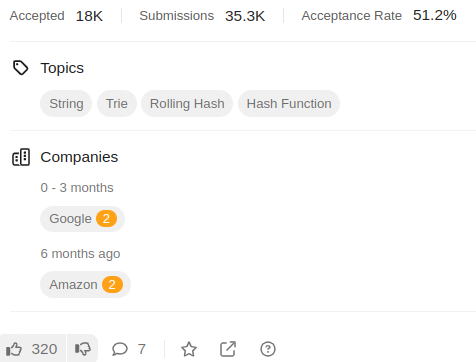 Accepted 18K Submissions 35.3K Acceptance Rate 51.2%
Topics
String Trie Rolling Hash Hash Function
Companies
0 - 3 months
Google 2
6 months ago
Amazon 2
320 7